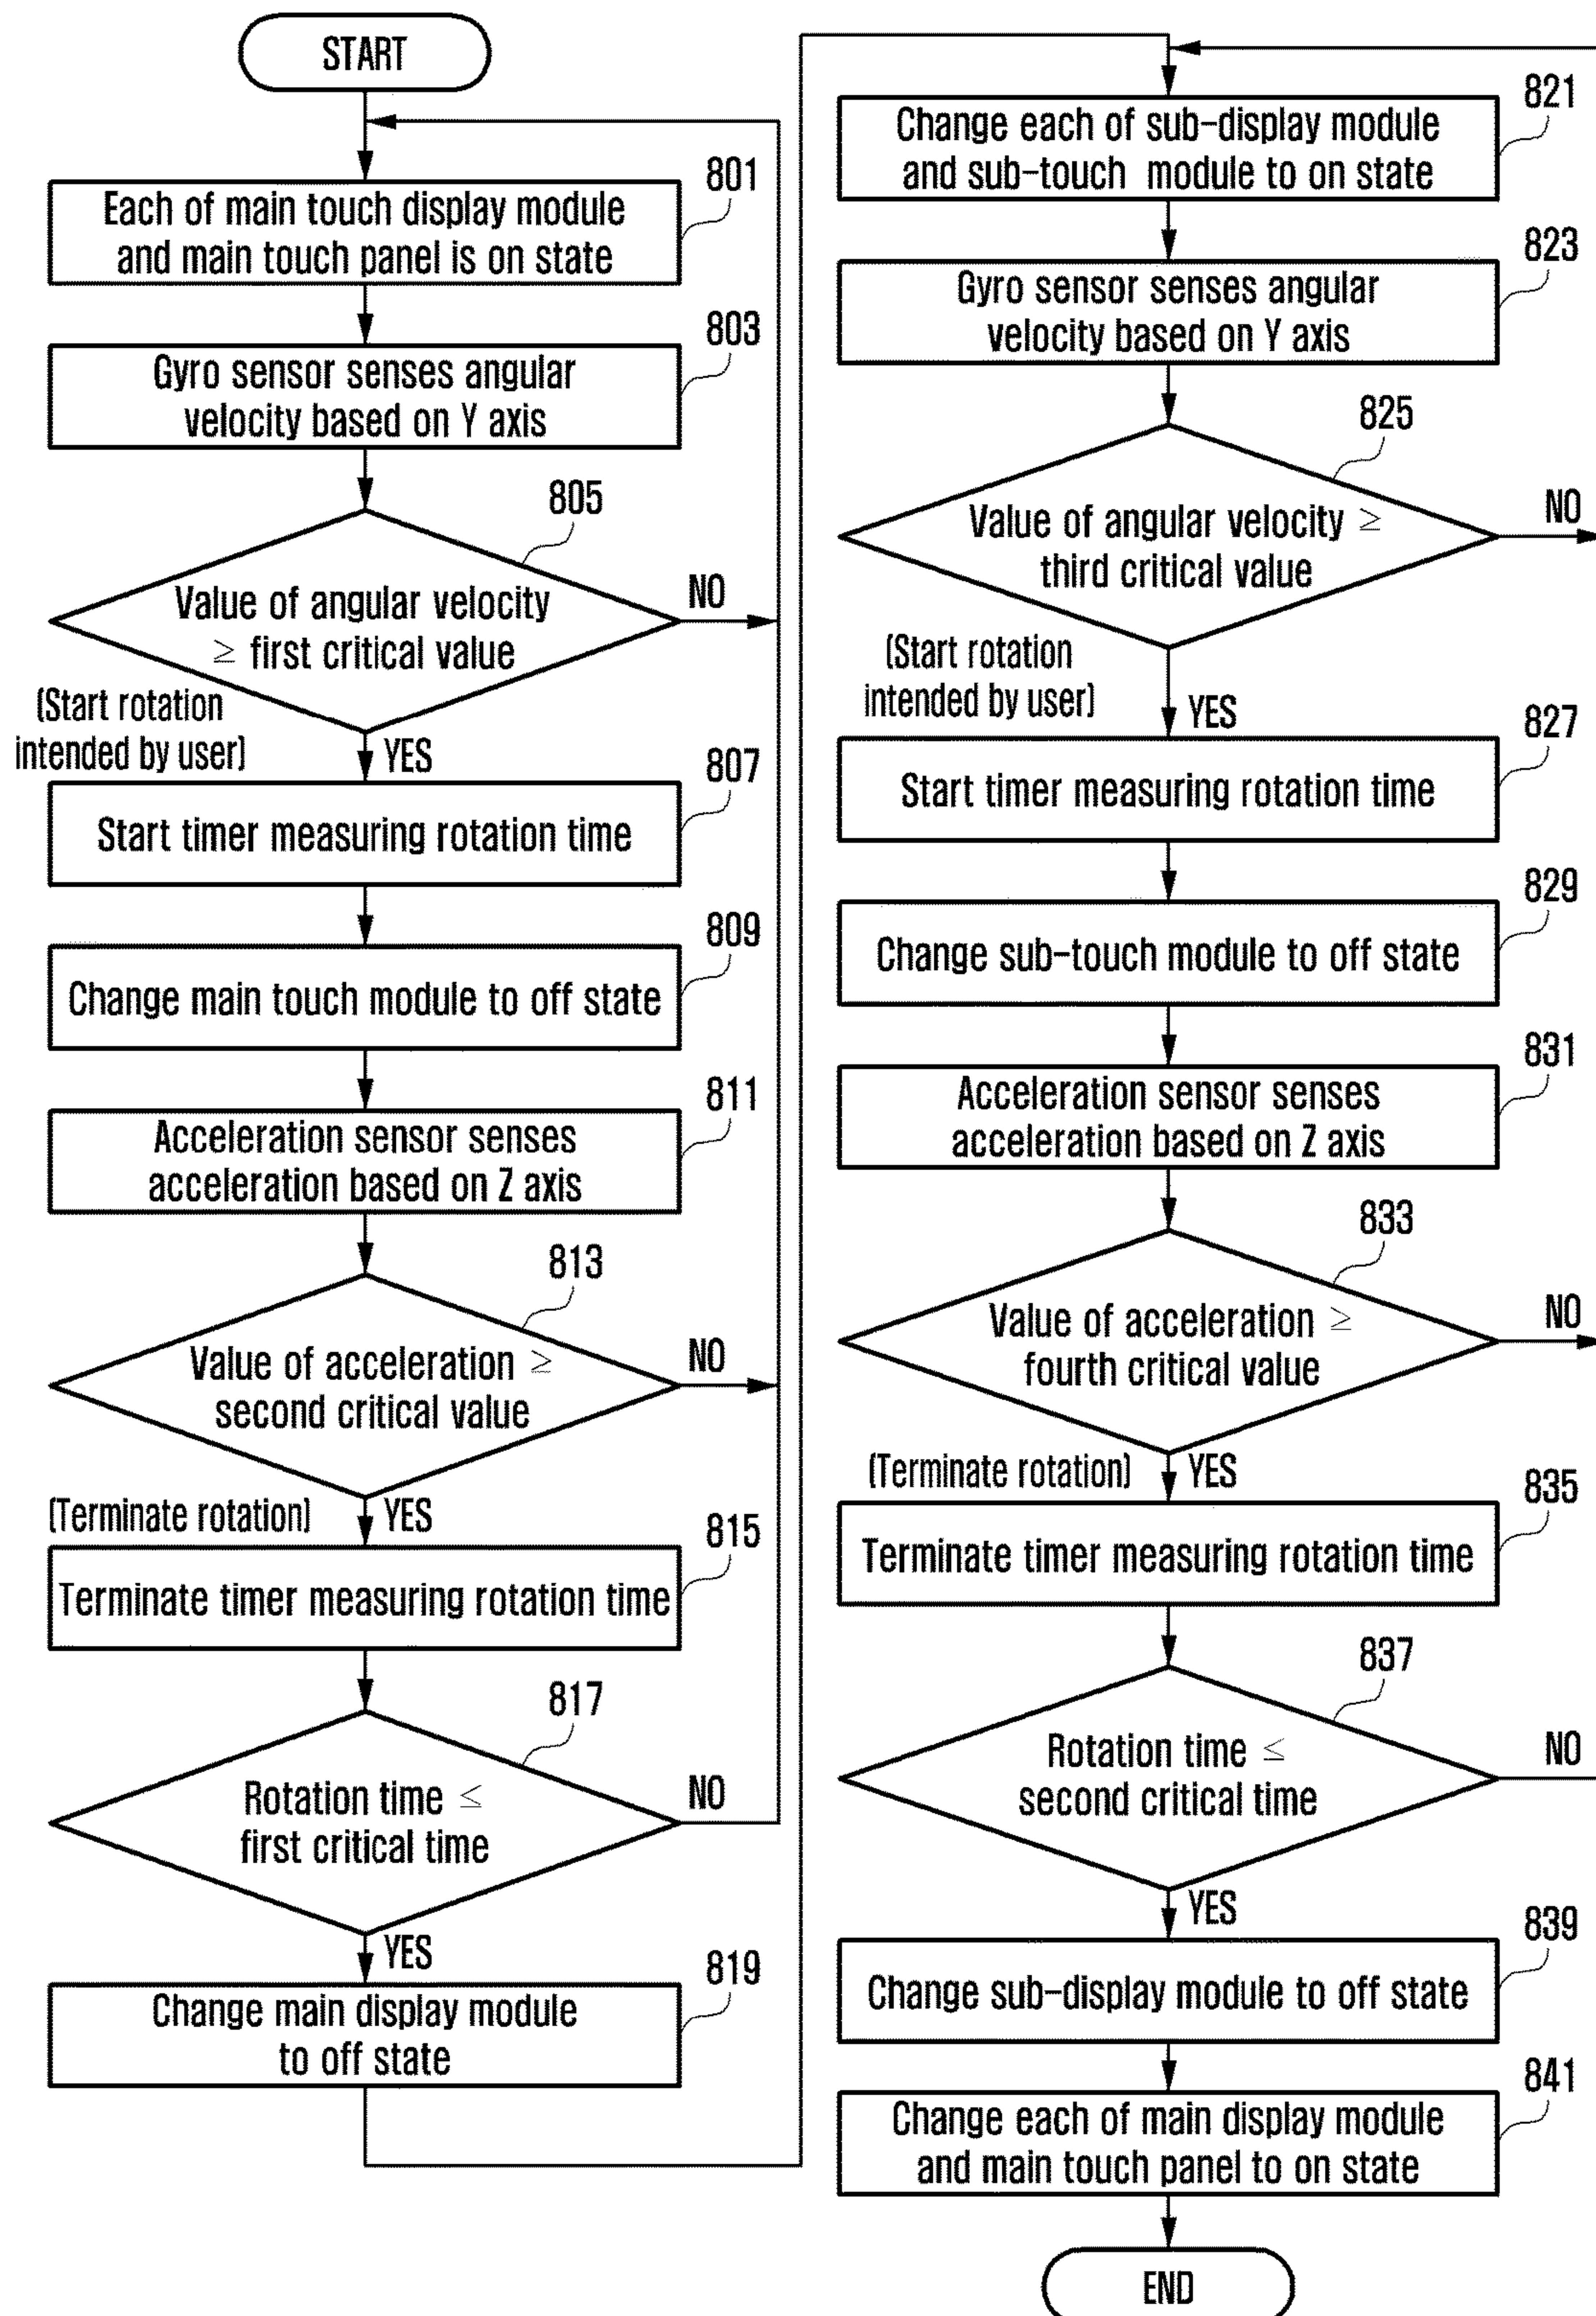 START
801
Each of main touch display module
and main touch panel is on state
803
Gyro sensor senses angular
velocity based on Y axis
805
Value of angular velocity
≥ first critical value
NO
(Start rotation
intended by user)
YES
807
Start timer measuring rotation time
809
Change main touch module to off state
811
Acceleration sensor senses
acceleration based on Z axis
813
Value of acceleration ≥
second critical value
NO
(Terminate rotation)
YES
815
Terminate timer measuring rotation time
817
Rotation time ≤
first critical time
NO
YES
819
Change main display module
to off state
821
Change each of sub-display module
and sub-touch module to on state
823
Gyro sensor senses angular
velocity based on Y axis
825
Value of angular velocity ≥
third critical value
NO
(Start rotation
intended by user)
YES
827
Start timer measuring rotation time
829
Change sub-touch module to off state
831
Acceleration sensor senses
acceleration based on Z axis
833
Value of acceleration ≥
fourth critical value
NO
(Terminate rotation)
YES
835
Terminate timer measuring rotation time
837
Rotation time ≤
second critical time
NO
YES
839
Change sub-display module to off state
841
Change each of main display module
and main touch panel to on state
END